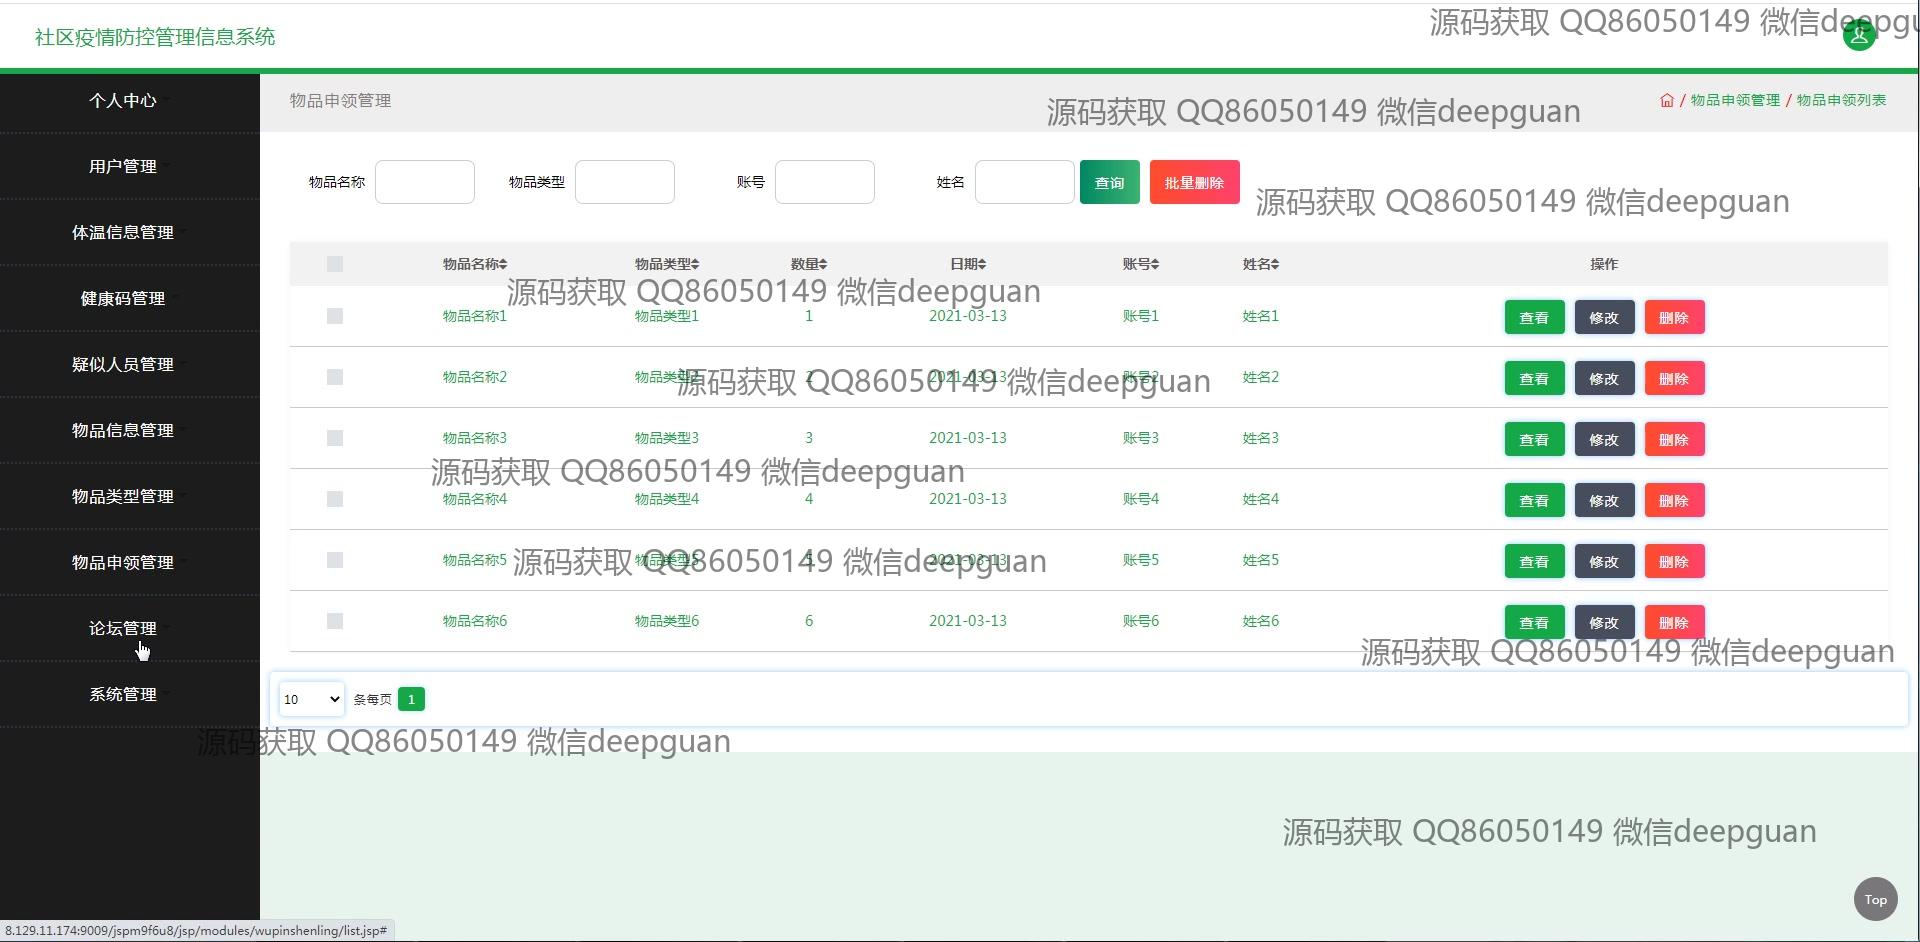 社区疫情防控管理信息系统
源码获取 QQ86050149 微信deepgu
个人中心
用户管理
体温信息管理
健康码管理
疑似人员管理
物品信息管理
物品类型管理
物品申领管理
论坛管理
系统管理
物品申领管理
源码获取 QQ86050149 微信deepguan
/ 物品申领管理 / 物品申领列表
物品名称 物品类型 账号 姓名 查询 批量删除
源码获取 QQ86050149 微信deepguan
物品名称 物品类型 数量 日期 账号 姓名 操作
源码获取 QQ86050149 微信deepguan
物品名称1 物品类型1 1 2021-03-13 账号1 姓名1 查看 修改 删除
物品名称2 物品类型2 2 2021-03-13 账号2 姓名2 查看 修改 删除
源码获取 QQ86050149 微信deepguan
物品名称3 物品类型3 3 2021-03-13 账号3 姓名3 查看 修改 删除
源码获取 QQ86050149 微信deepguan
物品名称4 物品类型4 4 2021-03-13 账号4 姓名4 查看 修改 删除
物品名称5 物品类型5 5 2021-03-13 账号5 姓名5 查看 修改 删除
源码获取 QQ86050149 微信deepguan
物品名称6 物品类型6 6 2021-03-13 账号6 姓名6 查看 修改 删除
源码获取 QQ86050149 微信deepguan
10 条每页 1
源码获取 QQ86050149 微信deepguan
源码获取 QQ86050149 微信deepguan
Top
8.129.11.174:9009/jspm9f6u8/jsp/modules/wupinshenling/list.jsp#